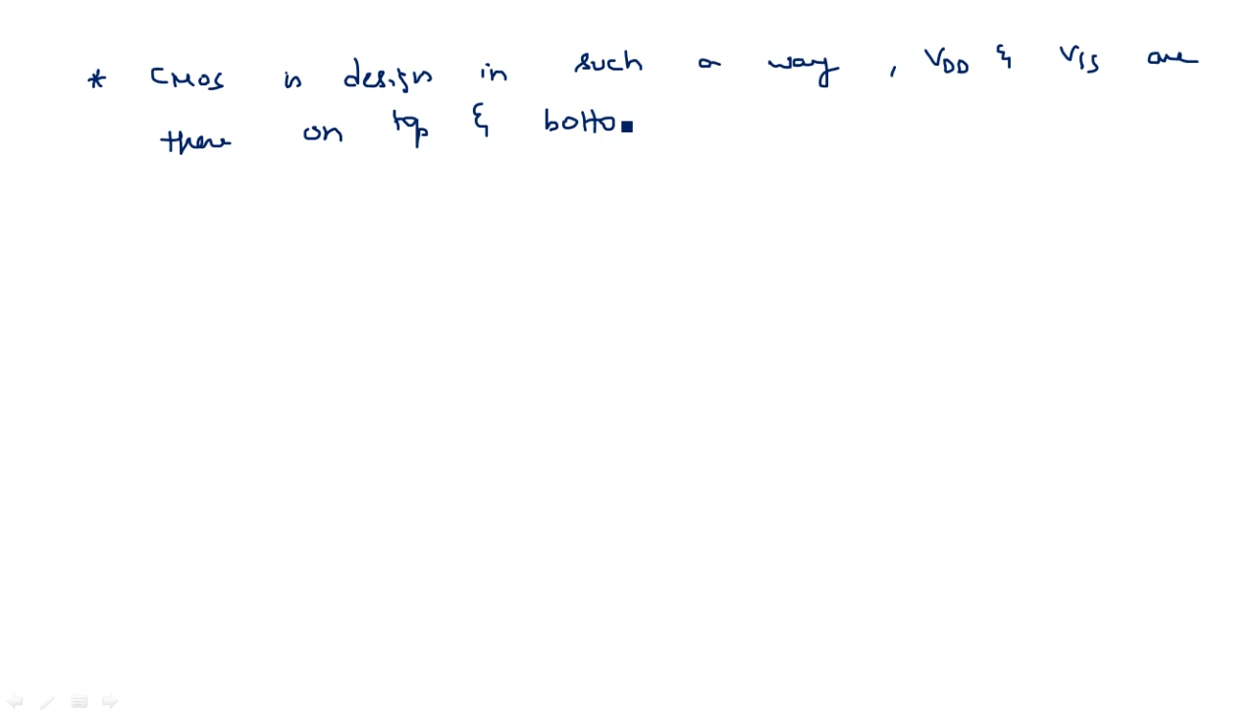 * CMOS is design in such a way , VDD & VSS are
there on top & botto